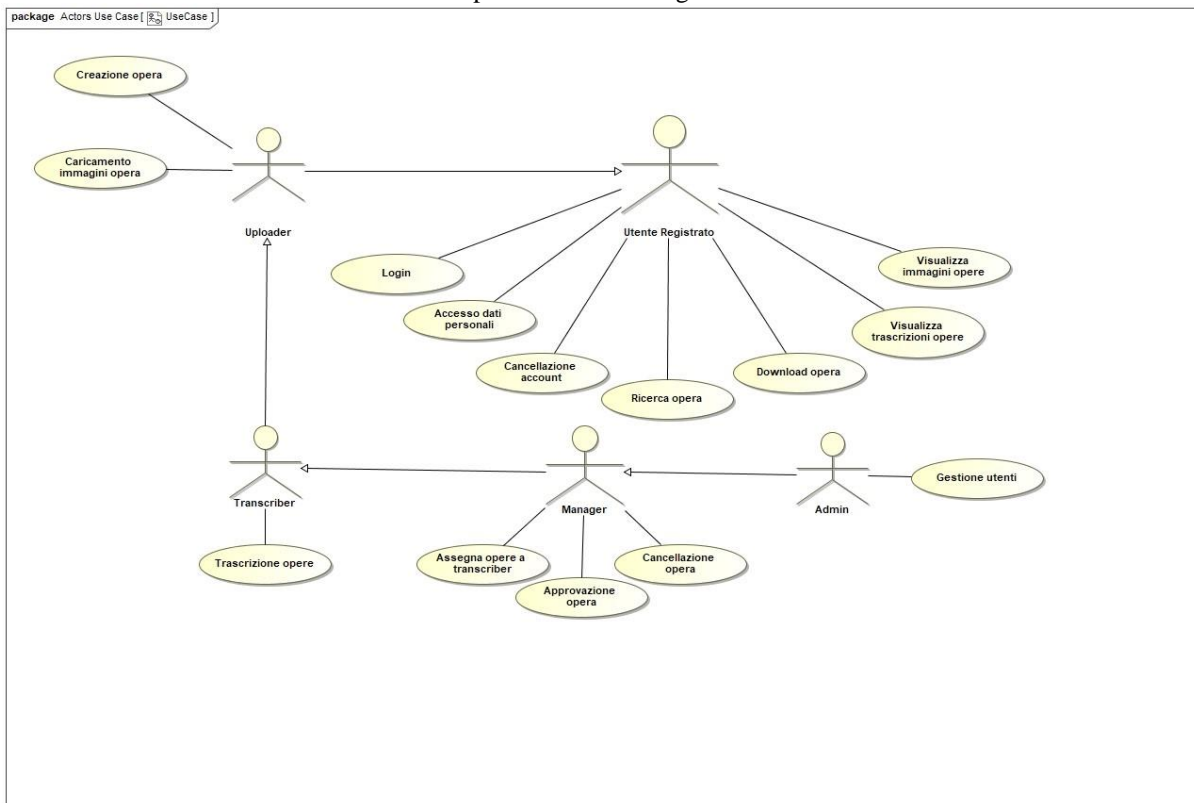 package Actors Use Case [ UseCase ]
Creazione opera
Caricamento
immagini opera
Uploader
Utente Registrato
Login
Accesso dati
personali
Cancellazione
account
Ricerca opera
Download opera
Visualizza
trascrizioni opere
Visualizza
immagini opere
Transcriber
Trascrizione opere
Manager
Assegna opere a
transcriber
Approvazione
opera
Cancellazione
opera
Admin
Gestione utenti